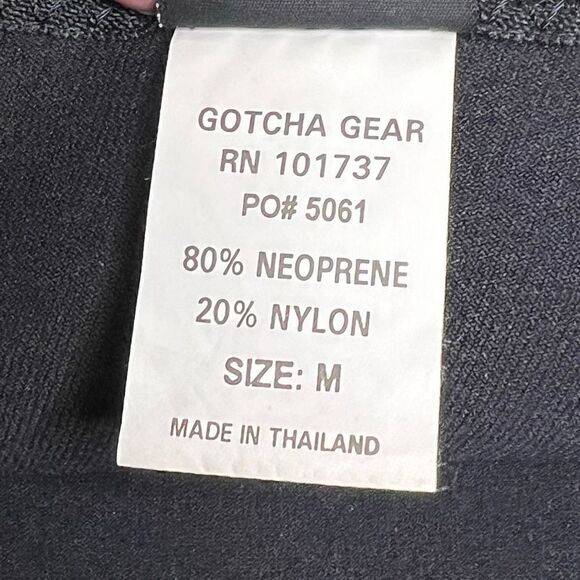 GOTCHA GEAR
RN 101737
PO# 5061
80% NEOPRENE
20% NYLON
SIZE: M
MADE IN THAILAND